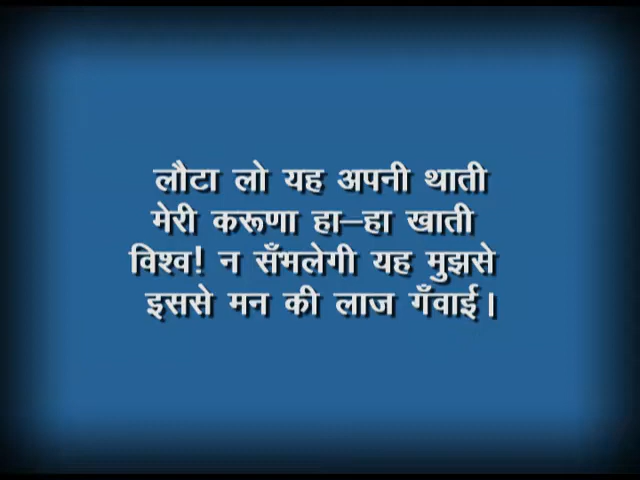 लौटा लो यह अपनी थाती
मेरी करूणा हा–हा खाती
विश्व! न सँभलेगी यह मुझसे
इससे मन की लाज गँवाई।